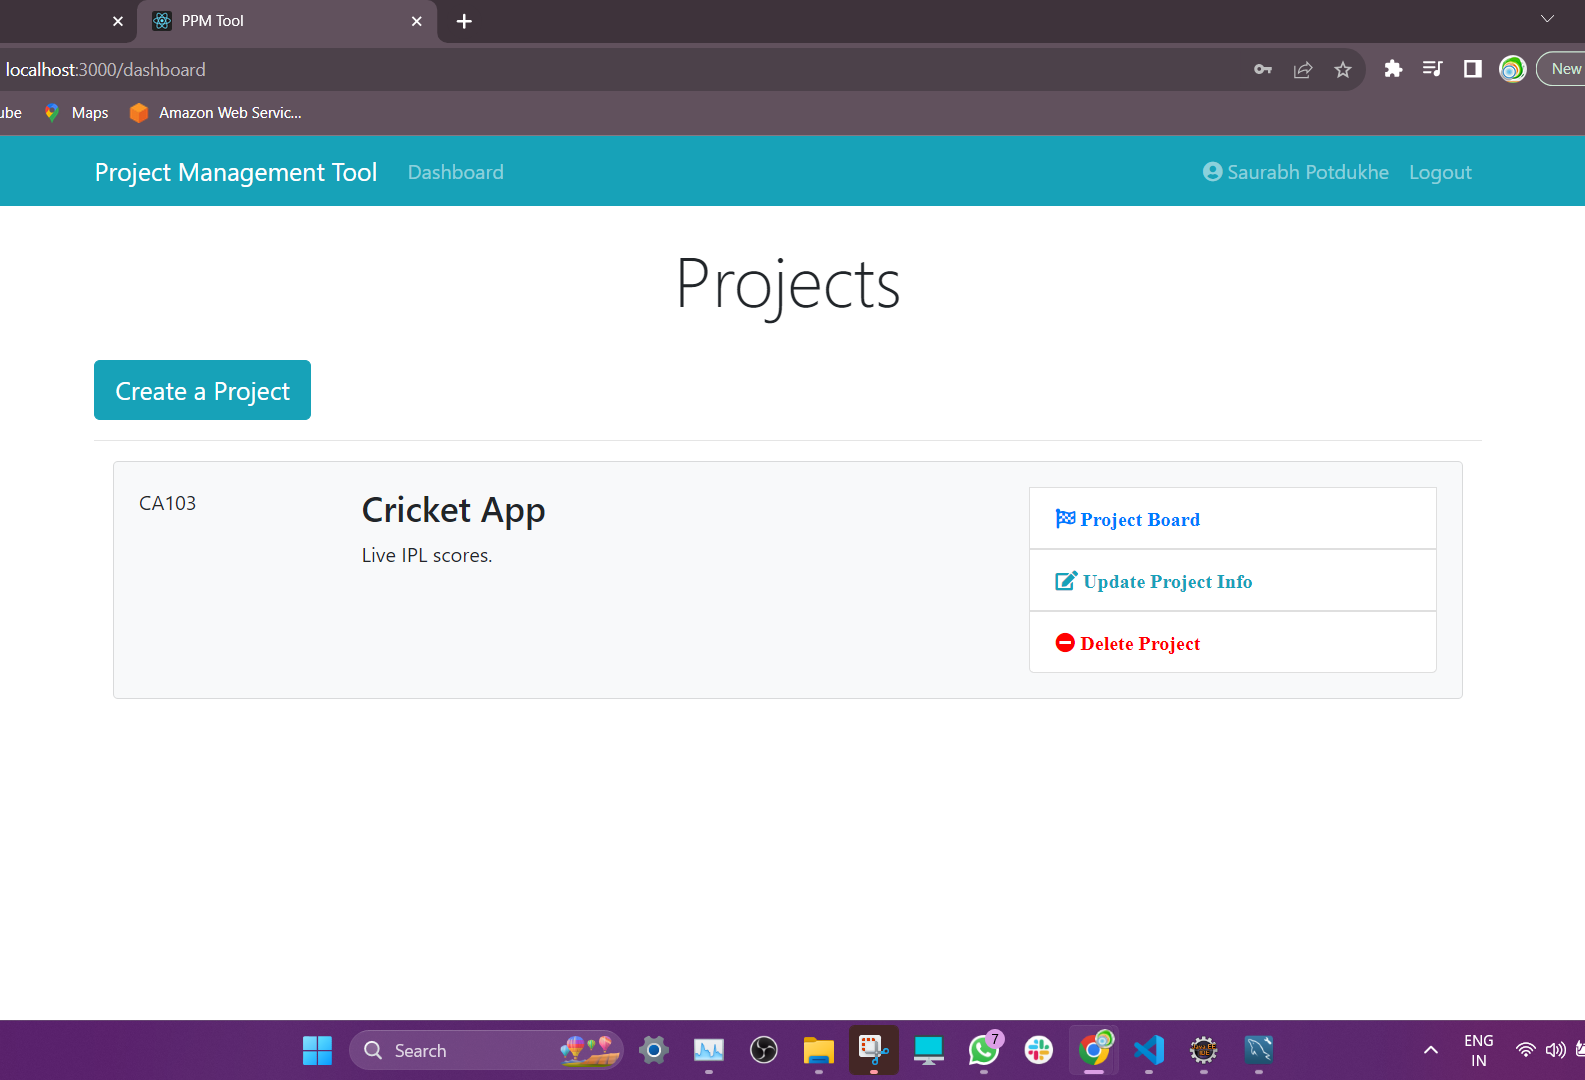 PPM Tool
localhost:3000/dashboard
New
ube
Maps
Amazon Web Servic...
Project Management Tool
Dashboard
Saurabh Potdukhe
Logout
Projects
Create a Project
CA103
Cricket App
Live IPL scores.
Project Board
Update Project Info
Delete Project
Search
7
ENG
IN